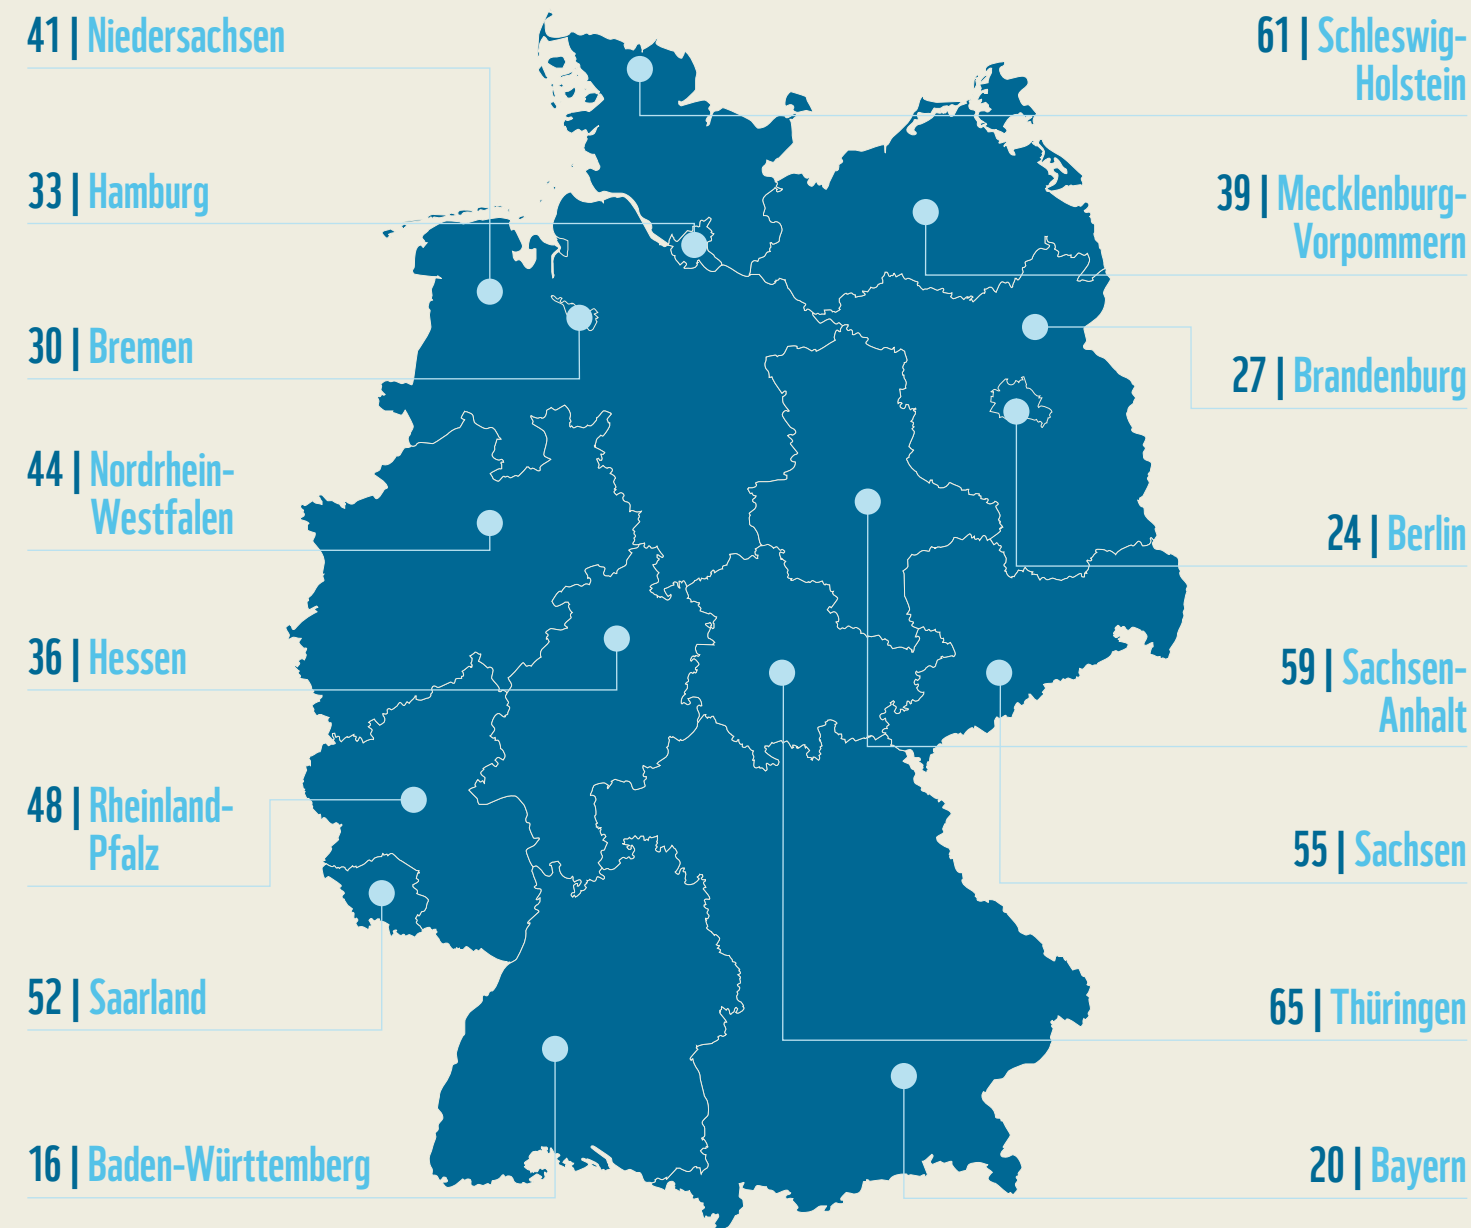 41 | Niedersachsen
33 | Hamburg
30 | Bremen
44 | Nordrhein-
Westfalen
36 | Hessen
48 | Rheinland-
Pfalz
52 | Saarland
16 | Baden-Württemberg
61 | Schleswig-
Holstein
39 | Mecklenburg-
Vorpommern
27 | Brandenburg
24 | Berlin
59 | Sachsen-
Anhalt
55 | Sachsen
65 | Thüringen
20 | Bayern